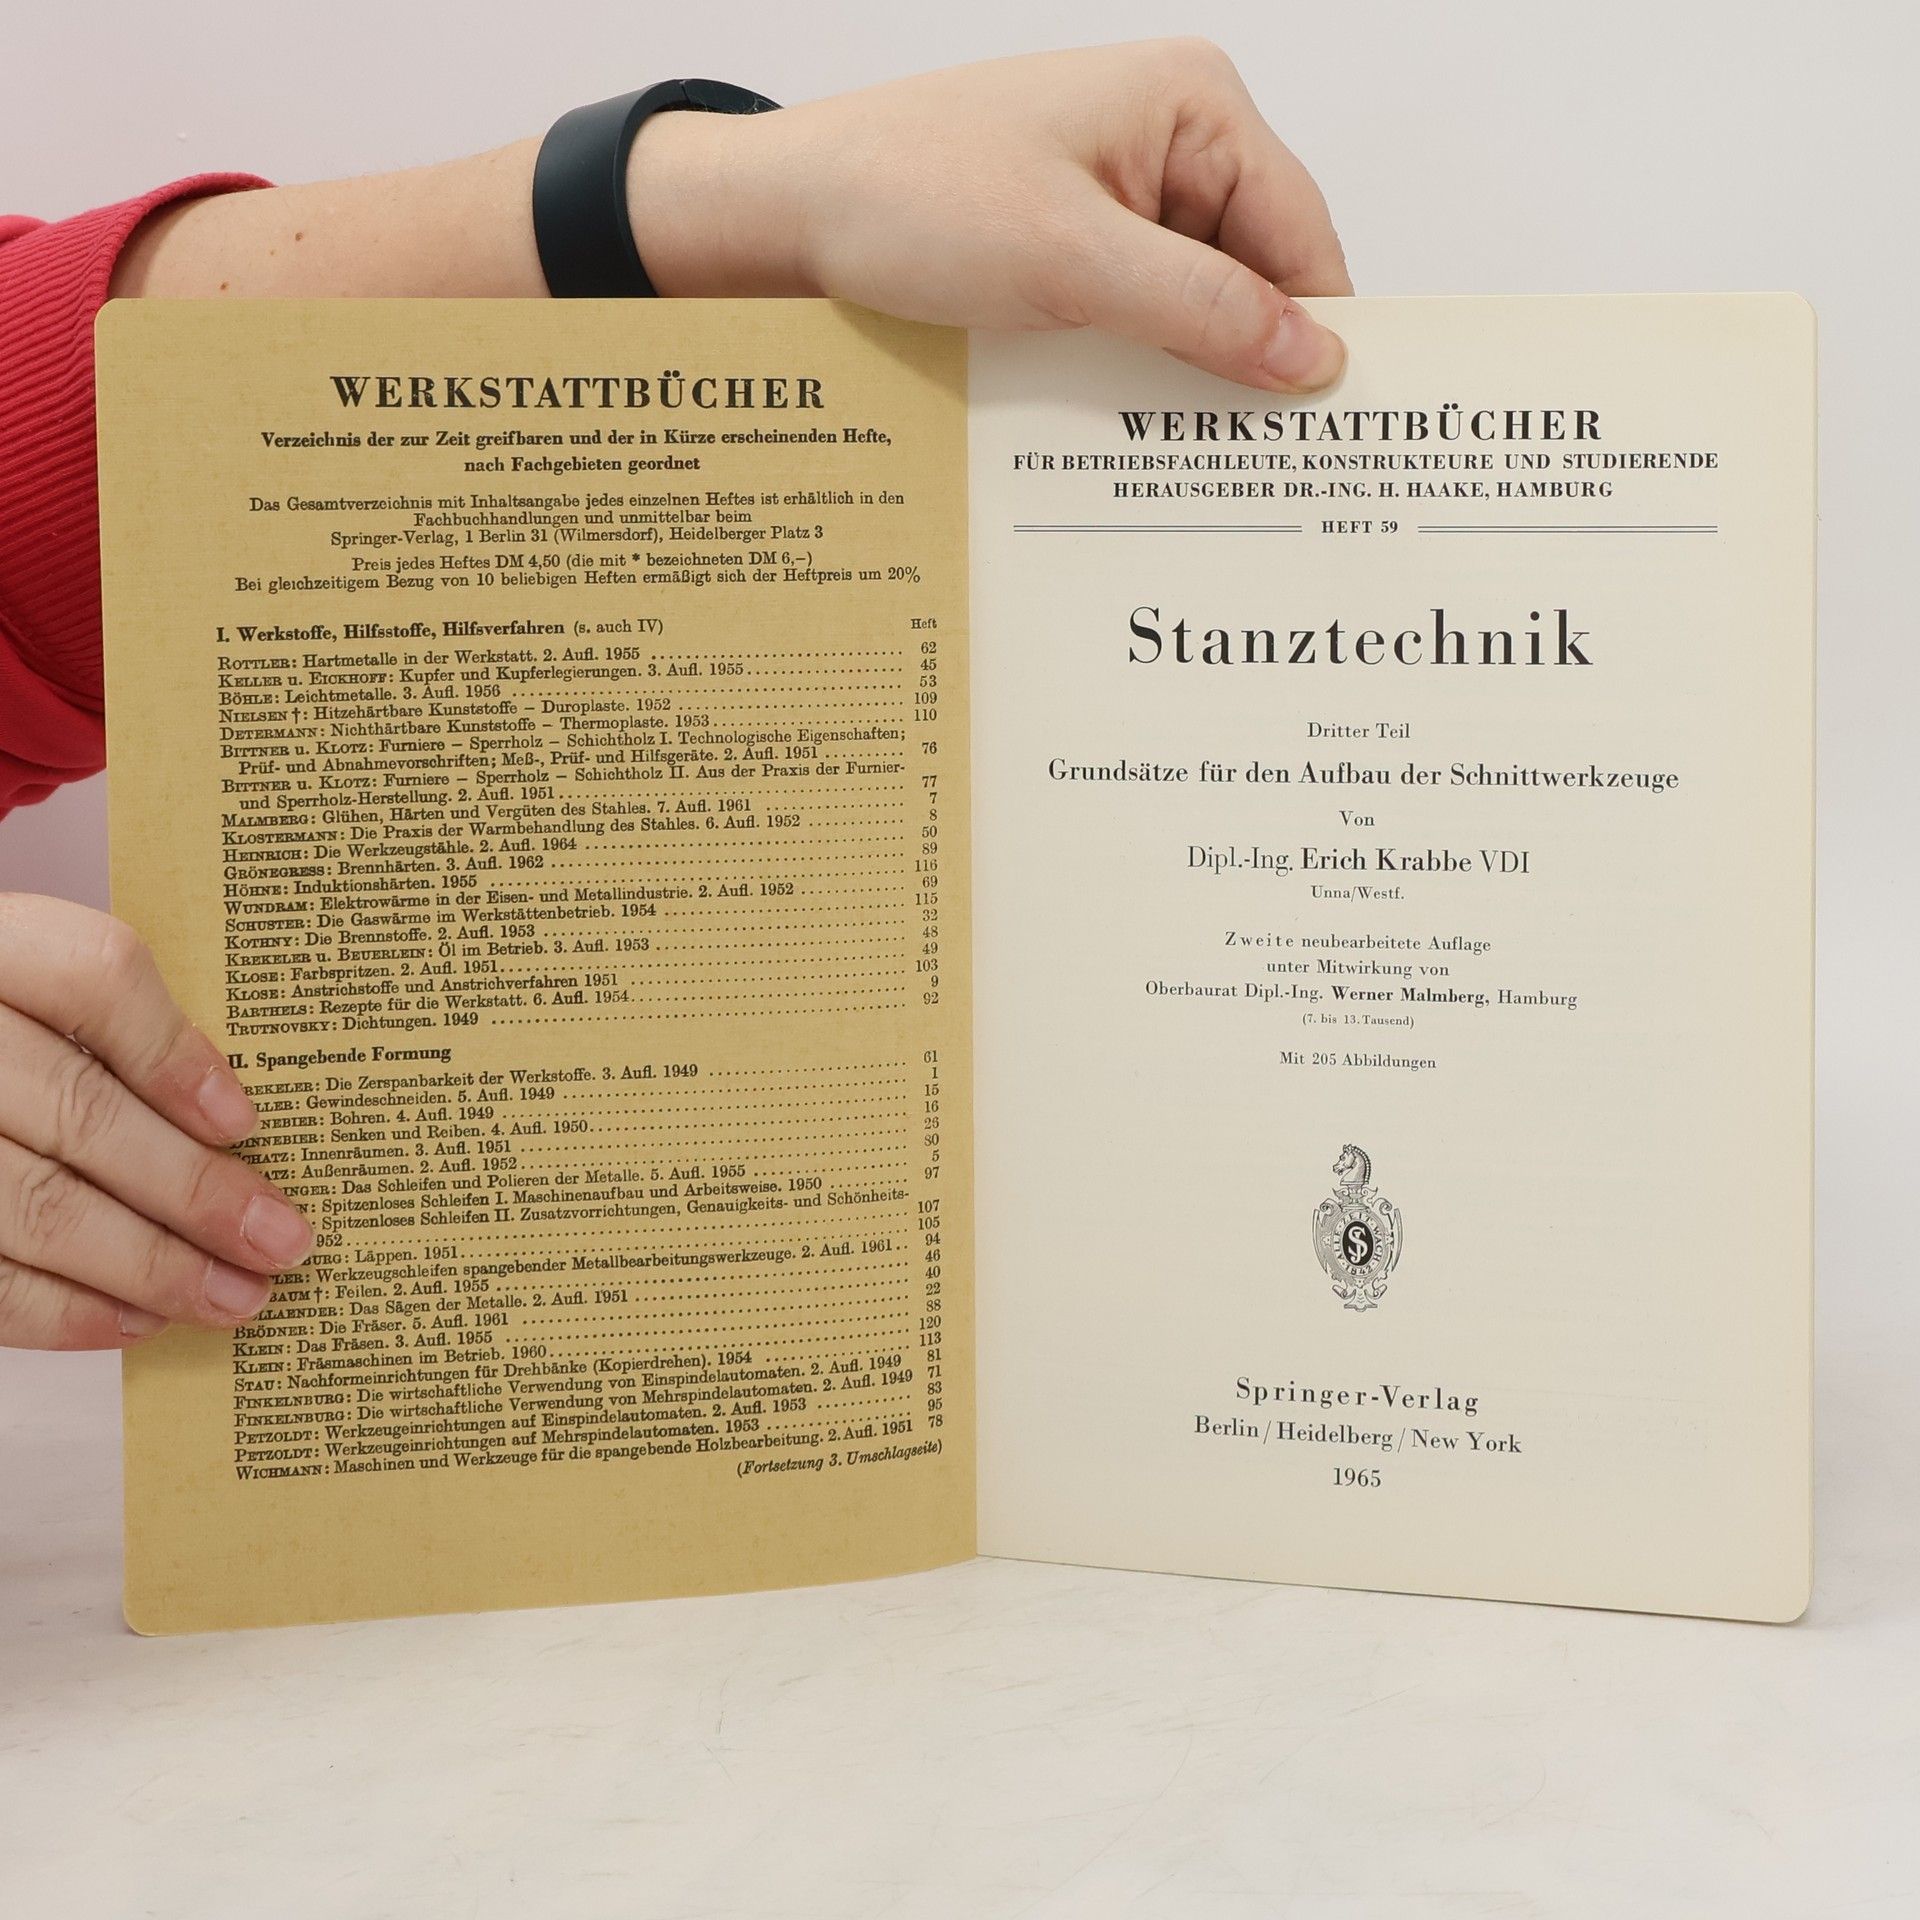 WERKSTATTBÜCHER
Verzeichnis der zur Zeit greifbaren und der in Kürze erscheinenden Hefte,
nach Fachgebieten geordnet
Das Gesamtverzeichnis mit Inhaltsangabe jedes einzelnen Heftes ist erhältlich in den
Fachbuchhandlungen und unmittelbar beim
Springer-Verlag, 1 Berlin 31 (Wilmersdorf), Heidelberger Platz 3
Preis jedes Heftes DM 4,50 (die mit * bezeichneten DM 6,–)
Bei gleichzeitigem Bezug von 10 beliebigen Heften ermäßigt sich der Heftpreis um 20%
I. Werkstoffe, Hilfsstoffe, Hilfsverfahren (s. auch IV) Heft
ROTTLER: Hartmetalle in der Werkstatt. 2. Aufl. 1955 62
KELLER u. EICKHOFF: Kupfer und Kupferlegierungen. 3. Aufl. 1955 45
BÖHLE: Leichtmetalle. 3. Aufl. 1956 53
NIELSEN †: Hitzehärtbare Kunststoffe – Duroplaste. 1952 109
DETERMANN: Nichthärtbare Kunststoffe – Thermoplaste. 1953 110
BITTNER u. KLOTZ: Furniere – Sperrholz – Schichtholz I. Technologische Eigenschaften;
Prüf- und Abnahmevorschriften; Meß-, Prüf- und Hilfsgeräte. 2. Aufl. 1951 76
BITTNER u. KLOTZ: Furniere – Sperrholz – Schichtholz II. Aus der Praxis der Furnier-
und Sperrholz-Herstellung. 2. Aufl. 1951 77
MALMBERG: Glühen, Härten und Vergüten des Stahles. 7. Aufl. 1961 7
KLOSTERMANN: Die Praxis der Warmbehandlung des Stahles. 6. Aufl. 1952 8
HEINRICH: Die Werkzeugstähle. 2. Aufl. 1964 50
GRÖNEGRESS: Brennhärten. 3. Aufl. 1962 89
HÖHNE: Induktionshärten. 1955 116
WUNDRAM: Elektrowärme in der Eisen- und Metallindustrie. 2. Aufl. 1952 69
SCHUSTER: Die Gaswärme im Werkstättenbetrieb. 1954 115
KOTHNY: Die Brennstoffe. 2. Aufl. 1953 32
KREKELER u. BEUERLEIN: Öl im Betrieb. 3. Aufl. 1953 48
KLOSE: Farbspritzen. 2. Aufl. 1951 49
KLOSE: Anstrichstoffe und Anstrichverfahren 1951 103
BARTHELS: Rezepte für die Werkstatt. 6. Aufl. 1954 9
TRUTNOVSKY: Dichtungen. 1949 92
II. Spangebende Formung
REKELER: Die Zerspanbarkeit der Werkstoffe. 3. Aufl. 1949 61
LLER: Gewindeschneiden. 5. Aufl. 1949 1
NEBIER: Bohren. 4. Aufl. 1949 15
DINNEBIER: Senken und Reiben. 4. Aufl. 1950 16
SCHATZ: Innenräumen. 3. Aufl. 1951 26
ATZ: Außenräumen. 2. Aufl. 1952 80
INGER: Das Schleifen und Polieren der Metalle. 5. Aufl. 1955 5
N: Spitzenloses Schleifen I. Maschinenaufbau und Arbeitsweise. 1950 97
: Spitzenloses Schleifen II. Zusatzvorrichtungen, Genauigkeits- und Schönheits-
952 107
BURG: Läppen. 1951 105
LER: Werkzeugschleifen spangebender Metallbearbeitungswerkzeuge. 2. Aufl. 1961 94
BAUM †: Feilen. 2. Aufl. 1955 46
LLAENDER: Das Sägen der Metalle. 2. Aufl. 1951 40
BRÖDNER: Die Fräser. 5. Aufl. 1961 22
KLEIN: Das Fräsen. 3. Aufl. 1955 88
KLEIN: Fräsmaschinen im Betrieb. 1960 120
STAU: Nachformeinrichtungen für Drehbänke (Kopierdrehen). 1954 113
FINKELNBURG: Die wirtschaftliche Verwendung von Einspindelautomaten. 2. Aufl. 1949 81
FINKELNBURG: Die wirtschaftliche Verwendung von Mehrspindelautomaten. 2. Aufl. 1949 71
PETZOLDT: Werkzeugeinrichtungen auf Einspindelautomaten. 2. Aufl. 1953 83
PETZOLDT: Werkzeugeinrichtungen auf Mehrspindelautomaten. 1953 95
WICHMANN: Maschinen und Werkzeuge für die spangebende Holzbearbeitung. 2. Aufl. 1951 78
(Fortsetzung 3. Umschlagseite)
WERKSTATTBÜCHER
FÜR BETRIEBSFACHLEUTE, KONSTRUKTEURE UND STUDIERENDE
HERAUSGEBER DR.-ING. H. HAAKE, HAMBURG
HEFT 59
Stanztechnik
Dritter Teil
Grundsätze für den Aufbau der Schnittwerkzeuge
Von
Dipl.-Ing. Erich Krabbe VDI
Unna/Westf.
Zweite neubearbeitete Auflage
unter Mitwirkung von
Oberbaurat Dipl.-Ing. Werner Malmberg, Hamburg
(7. bis 13. Tausend)
Mit 205 Abbildungen
ALLE ZEIT WACH
1842
Springer-Verlag
Berlin / Heidelberg / New York
1965